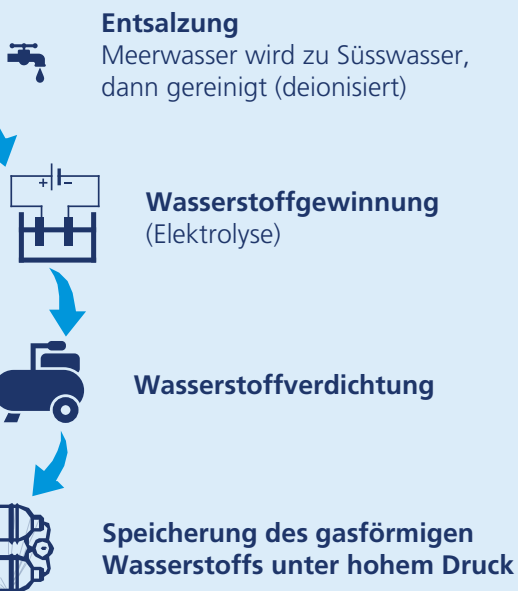 Entsalzung
Meerwasser wird zu Süsswasser,
dann gereinigt (deionisiert)
+ –
Wasserstoffgewinnung
(Elektrolyse)
Wasserstoffverdichtung
Speicherung des gasförmigen
Wasserstoffs unter hohem Druck